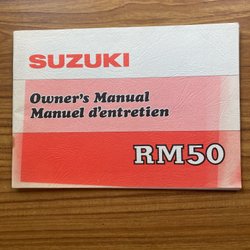 SUZUKI
Owner's Manual
Manuel d'entretien
RM50